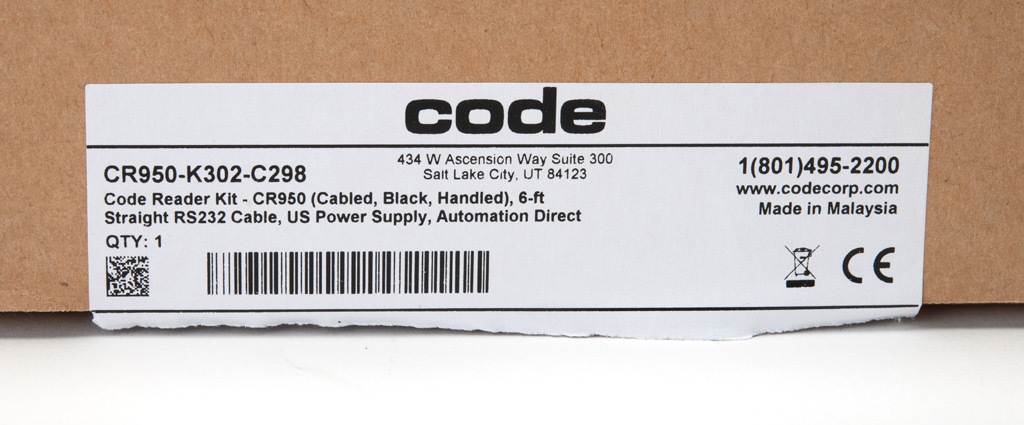 code
434 W Ascension Way Suite 300
Salt Lake City, UT 84123
CR950-K302-C298
Code Reader Kit - CR950 (Cabled, Black, Handled), 6-ft
Straight RS232 Cable, US Power Supply, Automation Direct
QTY: 1
1(801)495-2200
www.codecorp.com
Made in Malaysia
CE